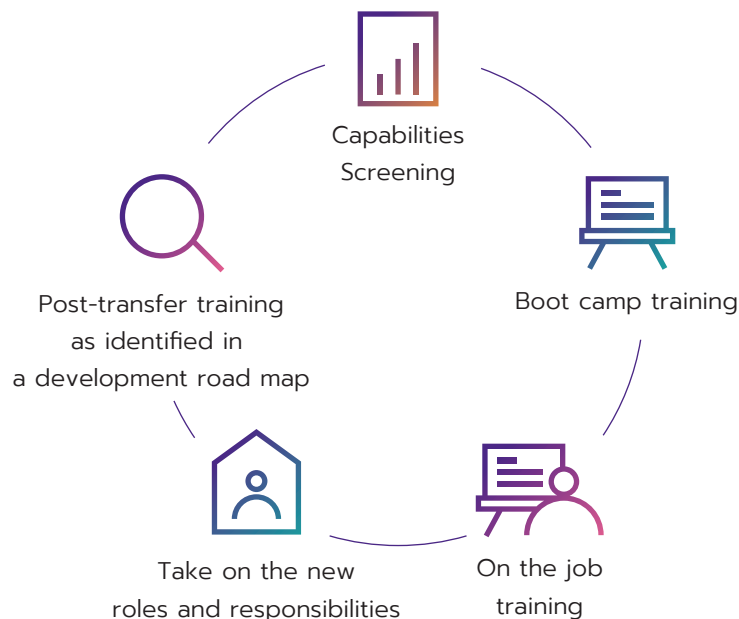 Capabilities
Screening
Boot camp training
On the job
training
Take on the new
roles and responsibilities
Post-transfer training
as identified in
a development road map